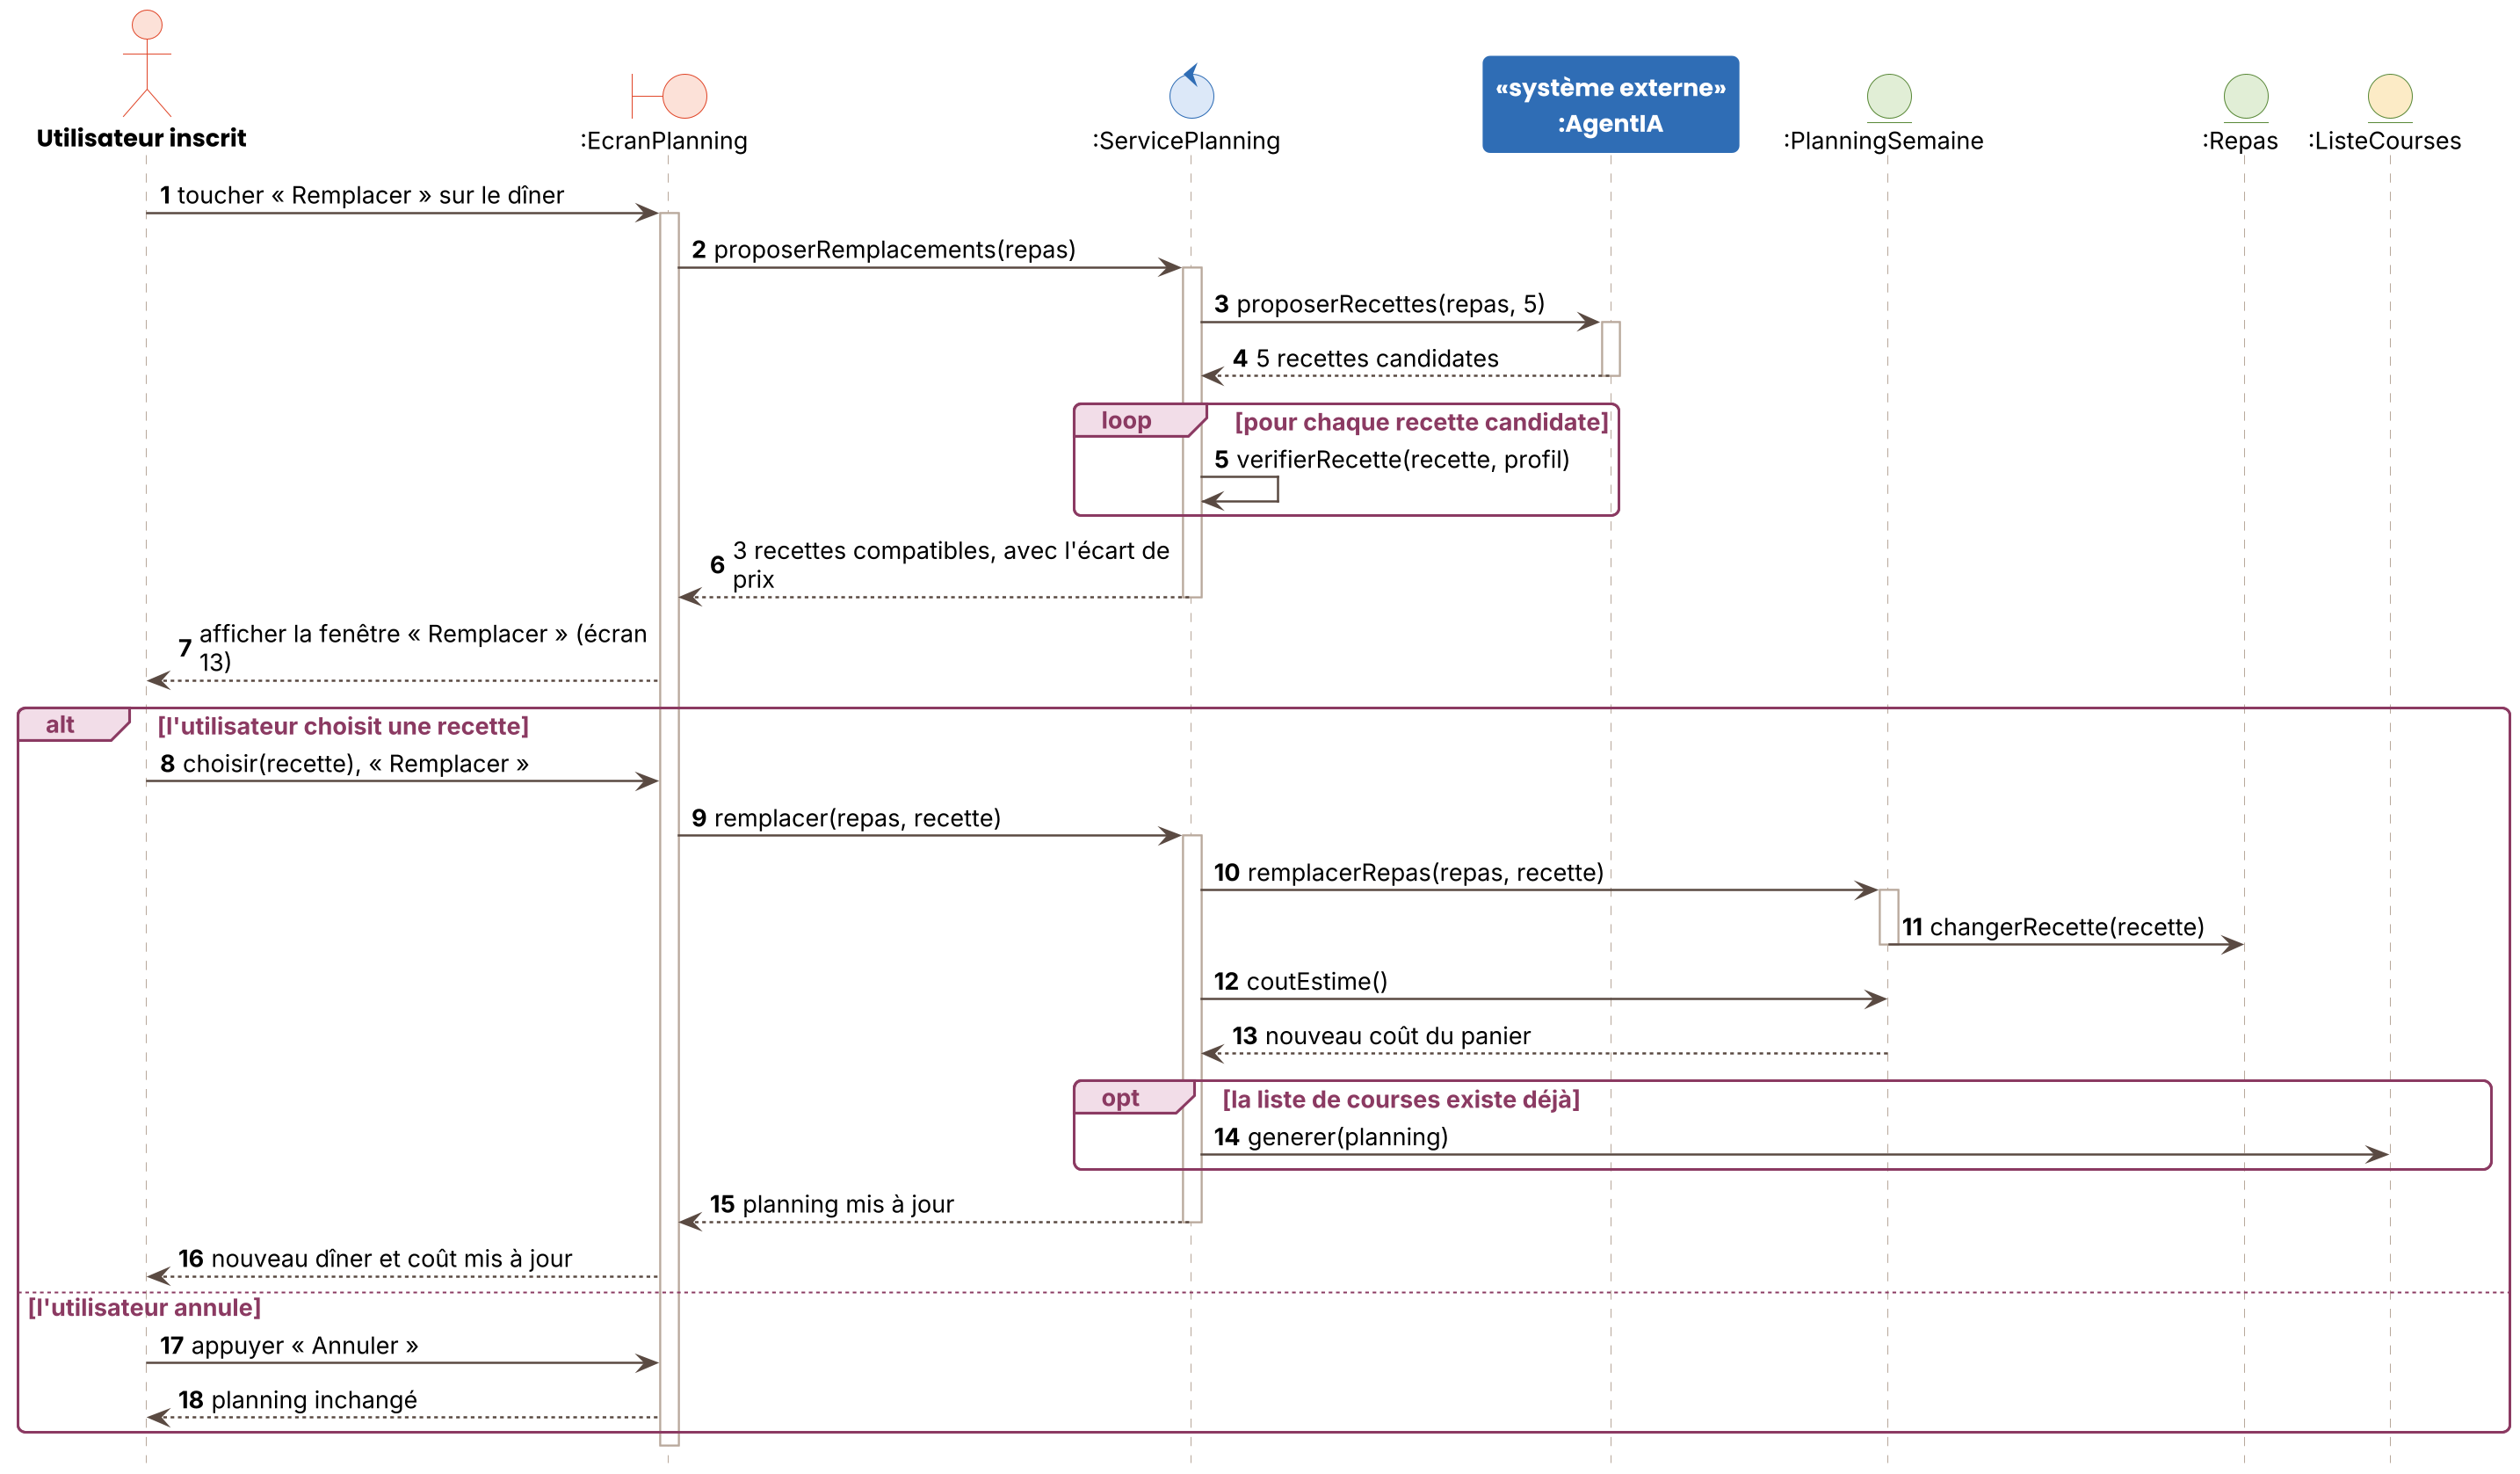 Utilisateur inscrit
:EcranPlanning
:ServicePlanning
«système externe»
:AgentIA
:PlanningSemaine
:Repas
:ListeCourses
1 toucher « Remplacer » sur le dîner
2 proposerRemplacements(repas)
3 proposerRecettes(repas, 5)
4 5 recettes candidates
loop [pour chaque recette candidate]
5 verifierRecette(recette, profil)
6 3 recettes compatibles, avec l'écart de
prix
7 afficher la fenêtre « Remplacer » (écran
13)
alt [l'utilisateur choisit une recette]
8 choisir(recette), « Remplacer »
9 remplacer(repas, recette)
10 remplacerRepas(repas, recette)
11 changerRecette(recette)
12 coutEstime()
13 nouveau coût du panier
opt [la liste de courses existe déjà]
14 generer(planning)
15 planning mis à jour
16 nouveau dîner et coût mis à jour
[l'utilisateur annule]
17 appuyer « Annuler »
18 planning inchangé